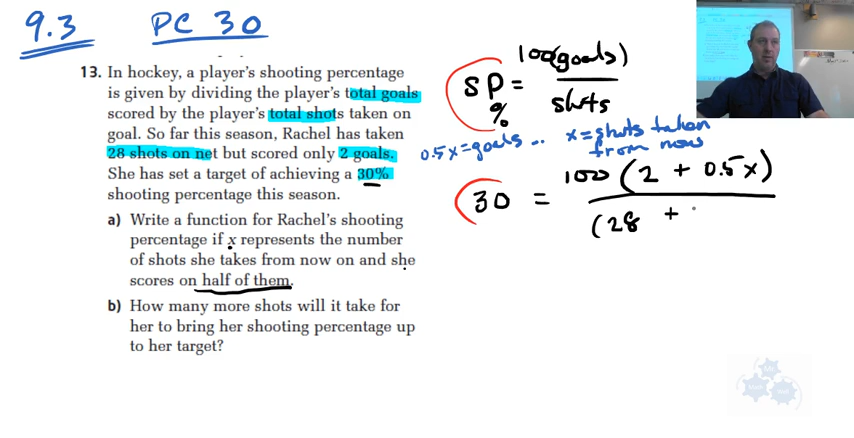 9.3 PC 30
13. In hockey, a player's shooting percentage
is given by dividing the player's total goals
scored by the player's total shots taken on
goal. So far this season, Rachel has taken
28 shots on net but scored only 2 goals.
She has set a target of achieving a 30%
shooting percentage this season.
a) Write a function for Rachel's shooting
percentage if x represents the number
of shots she takes from now on and she
scores on half of them.
b) How many more shots will it take for
her to bring her shooting percentage up
to her target?
SP = 100(goals)
% shots
0.5x = goals .. x = shots taken
from now
30 = 100 (2 + 0.5x)
(28 +